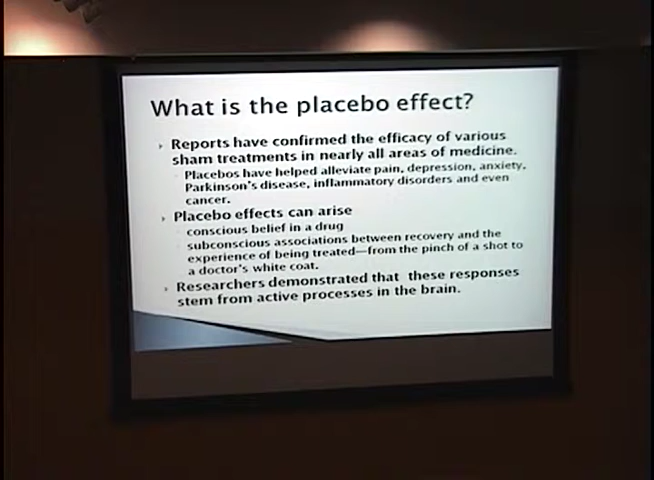 What is the placebo effect?
Reports have confirmed the efficacy of various
sham treatments in nearly all areas of medicine.
Placebos have helped alleviate pain, depression, anxiety,
Parkinson's disease, inflammatory disorders and even
cancer.
Placebo effects can arise
conscious belief in a drug
subconscious associations between recovery and the
experience of being treated—from the pinch of a shot to
a doctor's white coat.
Researchers demonstrated that these responses
stem from active processes in the brain.